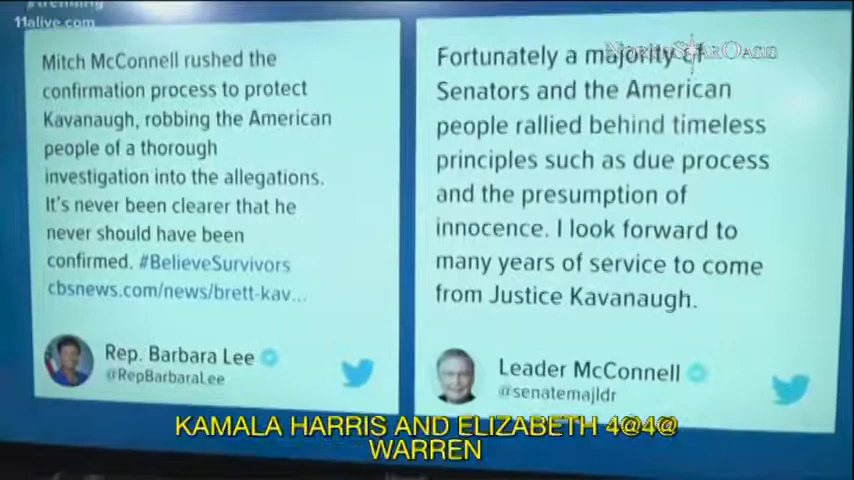 #trending
11alive.com
NorthStarOasis
Mitch McConnell rushed the
confirmation process to protect
Kavanaugh, robbing the American
people of a thorough
investigation into the allegations.
It's never been clearer that he
never should have been
confirmed. #BelieveSurvivors
cbsnews.com/news/brett-kav...
Rep. Barbara Lee
@RepBarbaraLee
Fortunately a majority of
Senators and the American
people rallied behind timeless
principles such as due process
and the presumption of
innocence. I look forward to
many years of service to come
from Justice Kavanaugh.
Leader McConnell
@senatemajldr
KAMALA HARRIS AND ELIZABETH 4@4@
WARREN